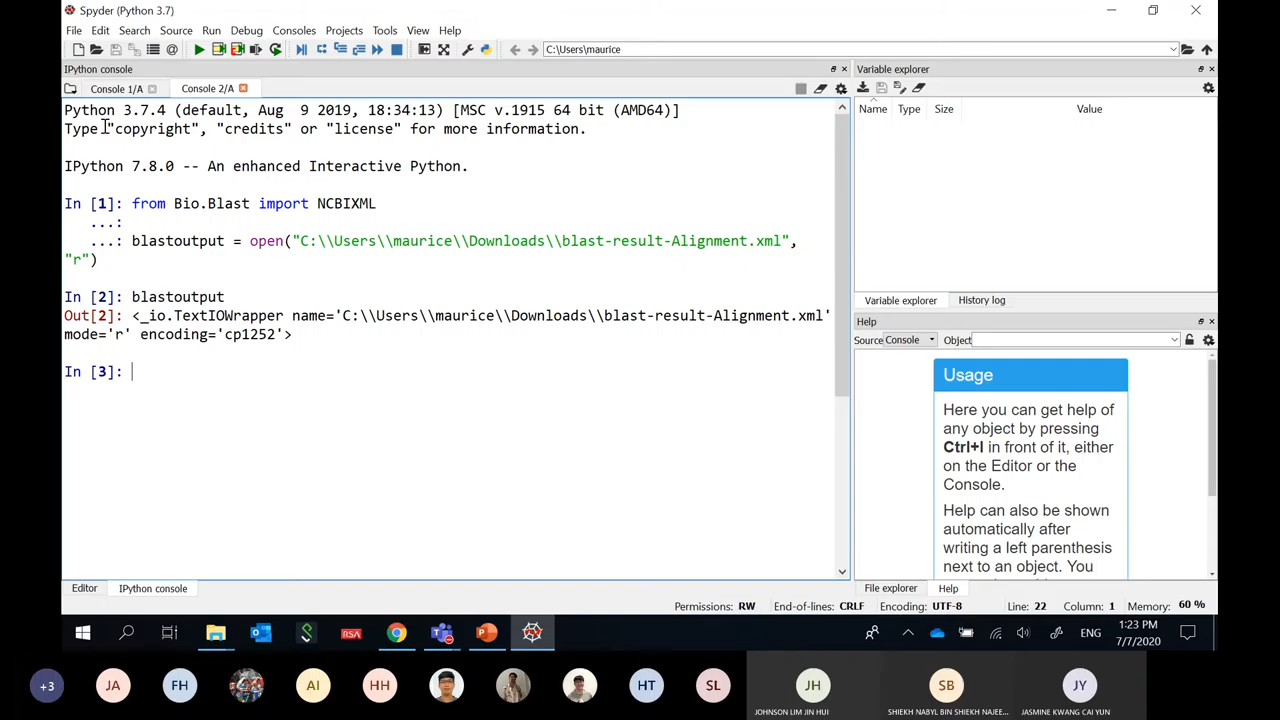 Spyder (Python 3.7)
File Edit Search Source Run Debug Consoles Projects Tools View Help
C:\Users\maurice
IPython console
Console 1/A Console 2/A
Python 3.7.4 (default, Aug  9 2019, 18:34:13) [MSC v.1915 64 bit (AMD64)]
Type "copyright", "credits" or "license" for more information.
IPython 7.8.0 -- An enhanced Interactive Python.
In [1]: from Bio.Blast import NCBIXML
...:
...: blastoutput = open("C:\\Users\\maurice\\Downloads\\blast-result-Alignment.xml",
"r")
In [2]: blastoutput
Out[2]: <_io.TextIOWrapper name='C:\\Users\\maurice\\Downloads\\blast-result-Alignment.xml'
mode='r' encoding='cp1252'>
In [3]:
Editor IPython console
Variable explorer
Name Type Size Value
Variable explorer History log
Help
Source Console Object
Usage
Here you can get help of
any object by pressing
Ctrl+I in front of it, either
on the Editor or the
Console.
Help can also be shown
automatically after
writing a left parenthesis
next to an object. You
File explorer Help
Permissions: RW End-of-lines: CRLF Encoding: UTF-8 Line: 22 Column: 1 Memory: 60 %
RSA
ENG
1:23 PM
7/7/2020
+3 JA FH AI HH HT SL JH SB JY
JOHNSON LIM JIN HUI SHIEKH NABYL BIN SHIEKH NAJEE... JASMINE KWANG CAI YUN